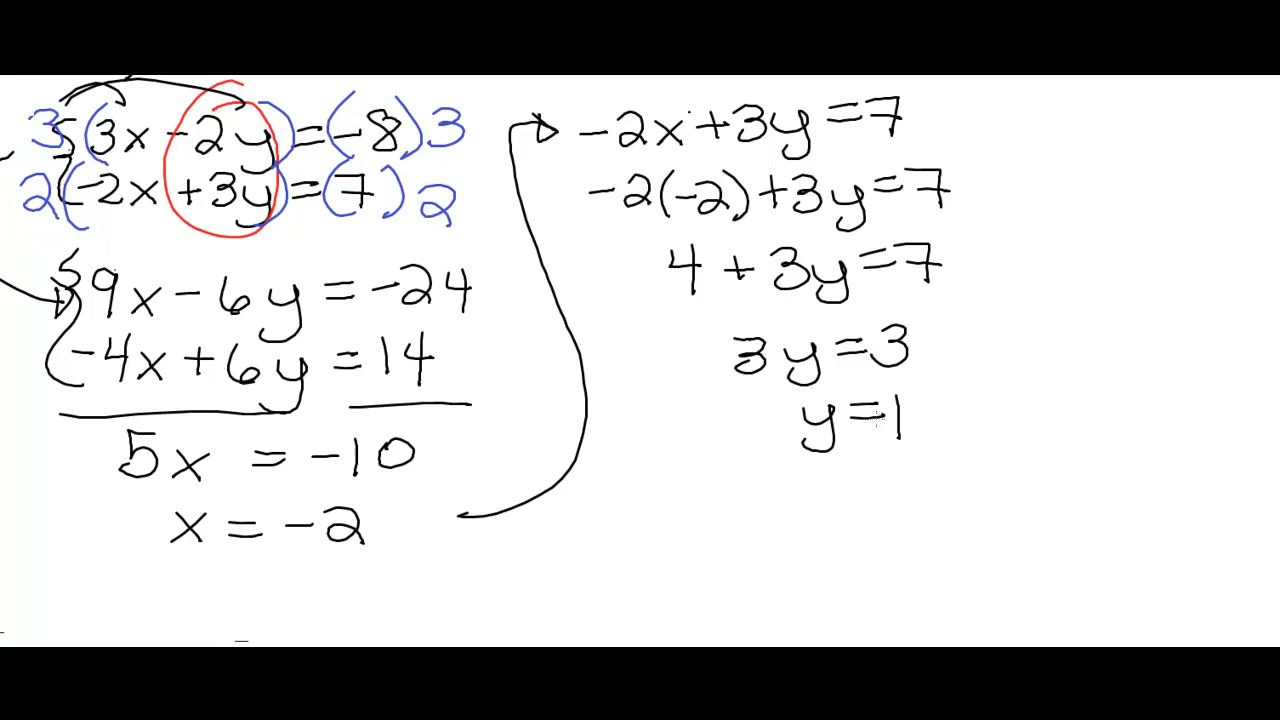 3(3x-2y)=(-8)3
2(-2x+3y)=(7)2
9x-6y=-24
-4x+6y=14
5x=-10
x=-2
-2x+3y=7
-2(-2)+3y=7
4+3y=7
3y=3
y=1